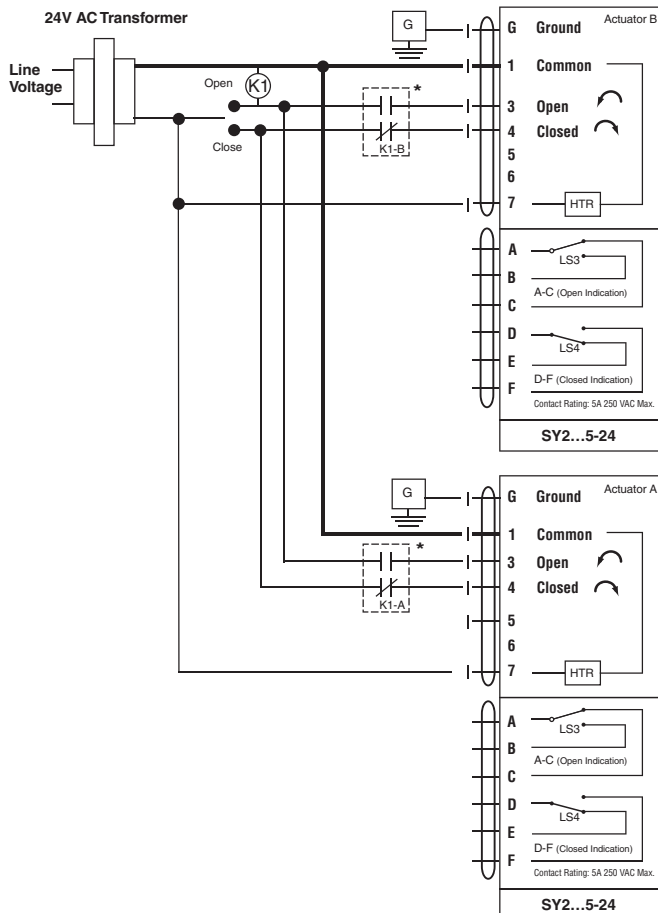 24V AC Transformer
Line
Voltage
Open
K1
Close
G
*
K1-B
Actuator B
G Ground
1 Common
3 Open
4 Closed
5
6
7 HTR
A
LS3
B
A-C (Open Indication)
C
D
LS4
E
D-F (Closed Indication)
F
Contact Rating: 5A 250 VAC Max.
SY2...5-24
G
*
K1-A
Actuator A
G Ground
1 Common
3 Open
4 Closed
5
6
7 HTR
A
LS3
B
A-C (Open Indication)
C
D
LS4
E
D-F (Closed Indication)
F
Contact Rating: 5A 250 VAC Max.
SY2...5-24